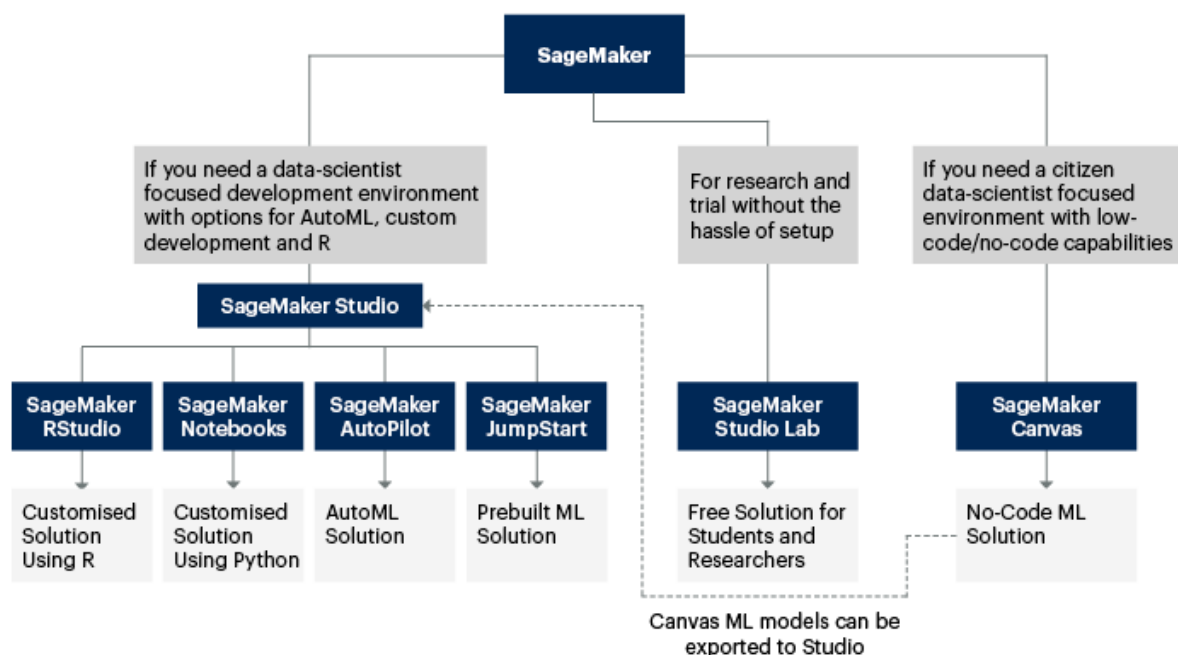 SageMaker
If you need a data-scientist
focused development environment
with options for AutoML, custom
development and R
For research and
trial without the
hassle of setup
If you need a citizen
data-scientist focused
environment with low-
code/no-code capabilities
SageMaker Studio
SageMaker
RStudio
SageMaker
Notebooks
SageMaker
AutoPilot
SageMaker
JumpStart
SageMaker
Studio Lab
SageMaker
Canvas
Customised
Solution
Using R
Customised
Solution
Using Python
AutoML
Solution
Prebuilt ML
Solution
Free Solution for
Students and
Researchers
No-Code ML
Solution
Canvas ML models can be
exported to Studio